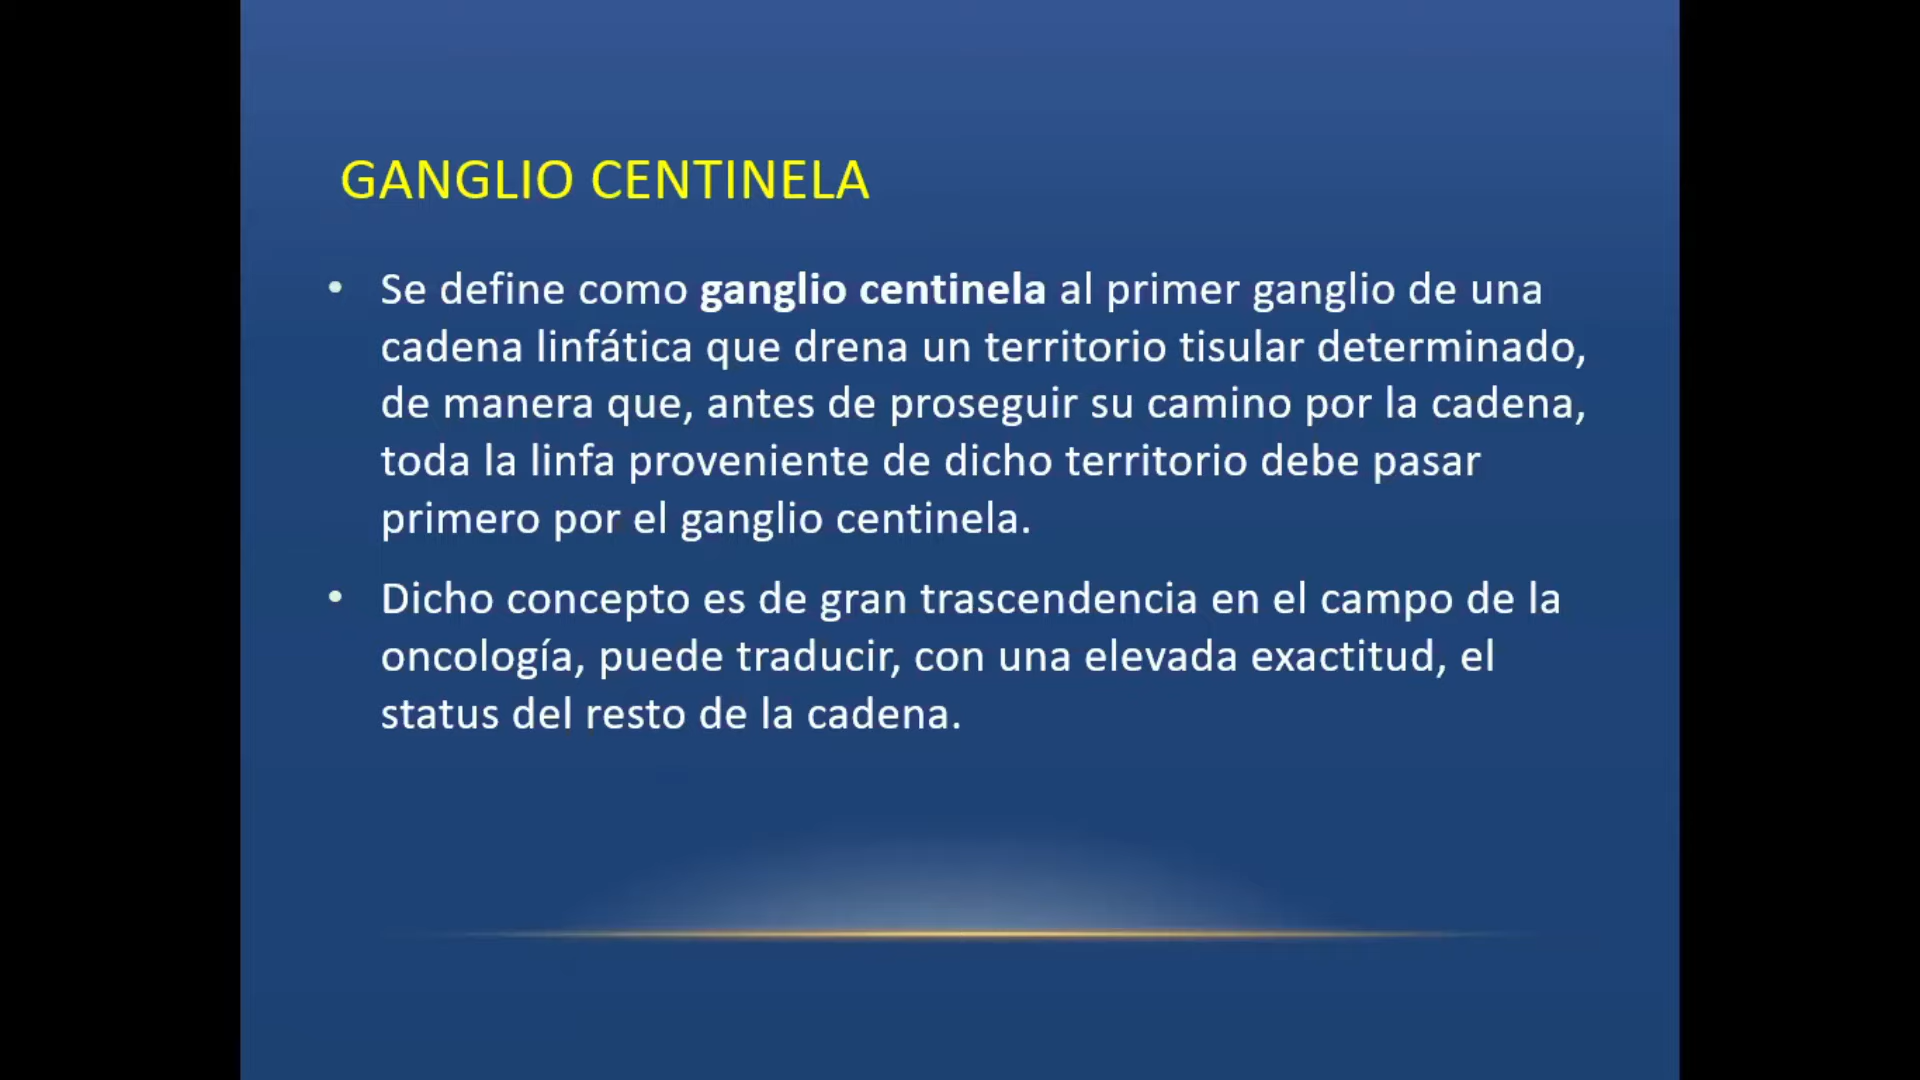 GANGLIO CENTINELA
• Se define como ganglio centinela al primer ganglio de una
cadena linfática que drena un territorio tisular determinado,
de manera que, antes de proseguir su camino por la cadena,
toda la linfa proveniente de dicho territorio debe pasar
primero por el ganglio centinela.
• Dicho concepto es de gran trascendencia en el campo de la
oncología, puede traducir, con una elevada exactitud, el
status del resto de la cadena.